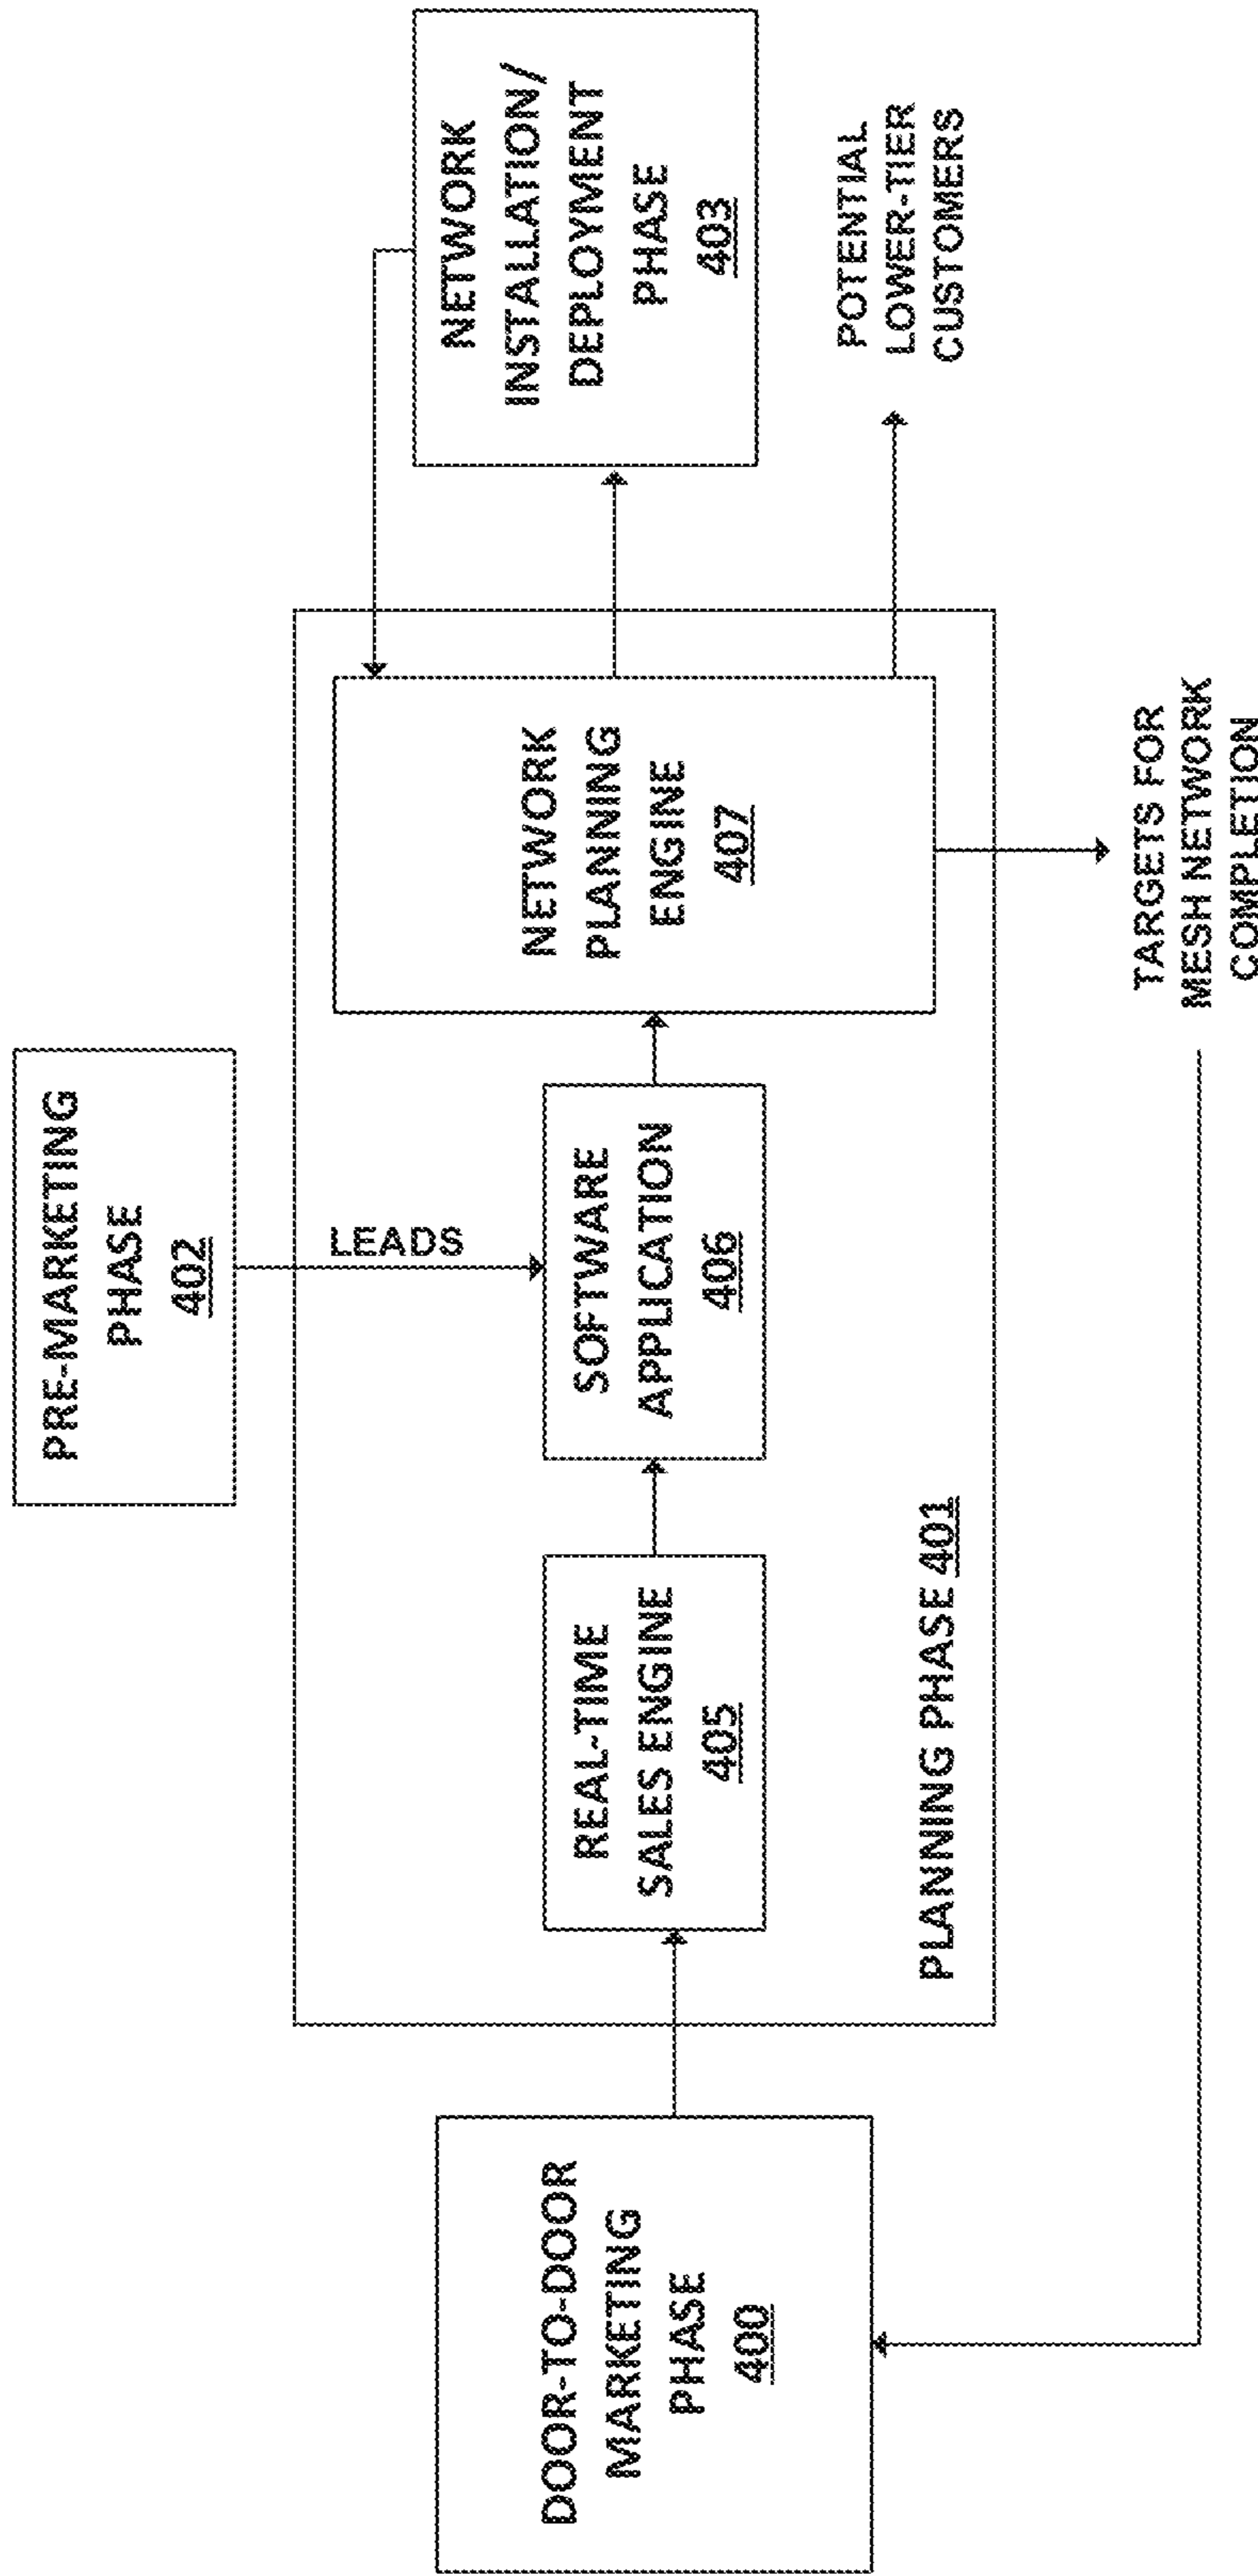 PRE-MARKETING
PHASE
402
LEADS
DOOR-TO-DOOR
MARKETING
PHASE
400
REAL-TIME
SALES ENGINE
405
SOFTWARE
APPLICATION
406
NETWORK
PLANNING
ENGINE
407
NETWORK
INSTALLATION/
DEPLOYMENT
PHASE
403
PLANNING PHASE 401
POTENTIAL
LOWER-TIER
CUSTOMERS
TARGETS FOR
MESH NETWORK
COMPLETION